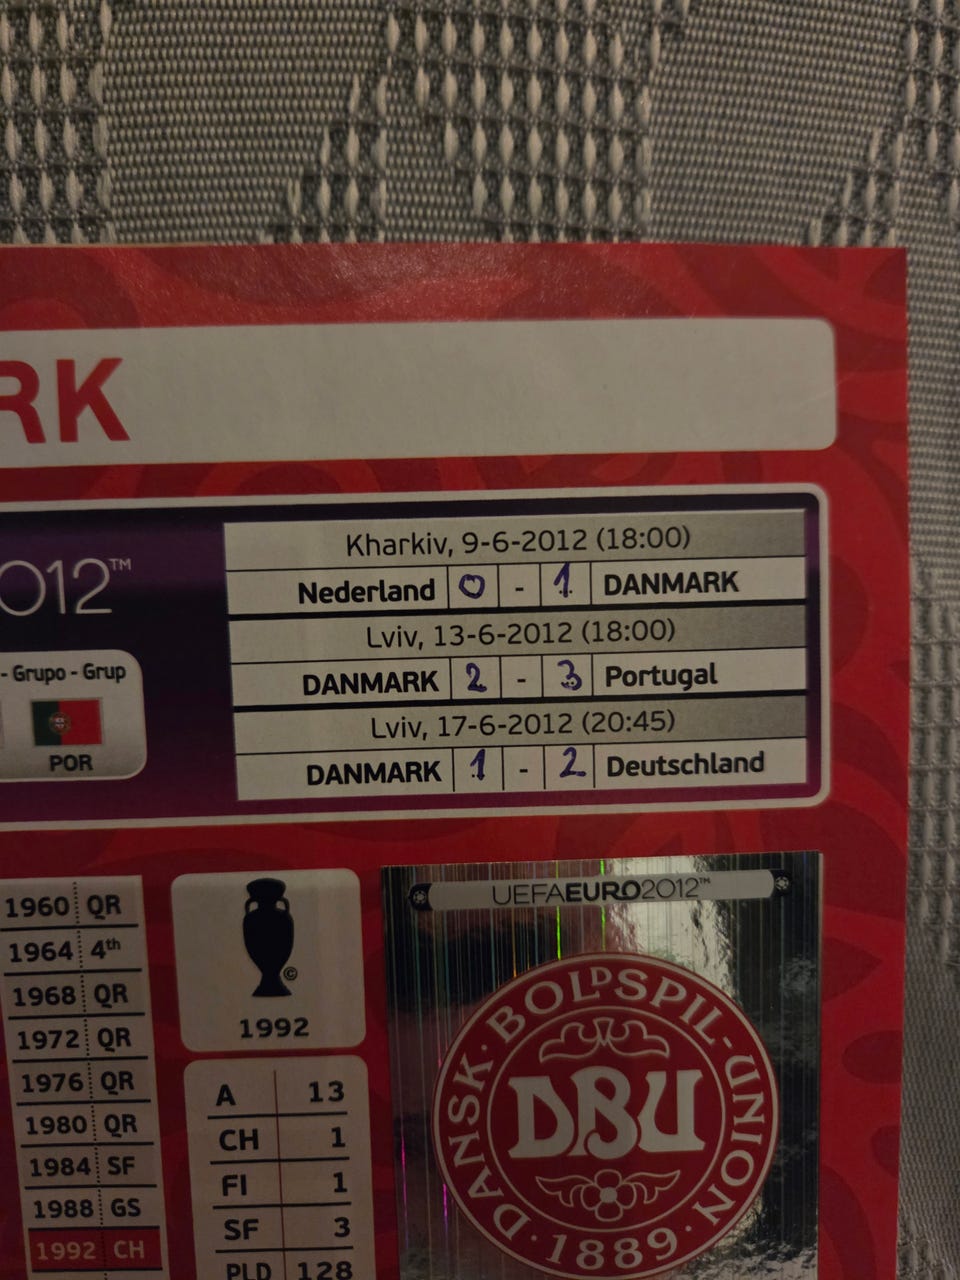 RK
Kharkiv, 9-6-2012 (18:00)
Nederland 0 - 1 DANMARK
Lviv, 13-6-2012 (18:00)
DANMARK 2 - 3 Portugal
Lviv, 17-6-2012 (20:45)
DANMARK 1 - 2 Deutschland
012™
- Grupo - Grup
POR
1960 QR
1964 4th
1968 QR
1972 QR
1976 QR
1980 QR
1984 SF
1988 GS
1992 CH
©
1992
A 13
CH 1
FI 1
SF 3
PLD 128
UEFAEURO2012™
DANSK·BOLDSPIL-UNION·
DBU
1889